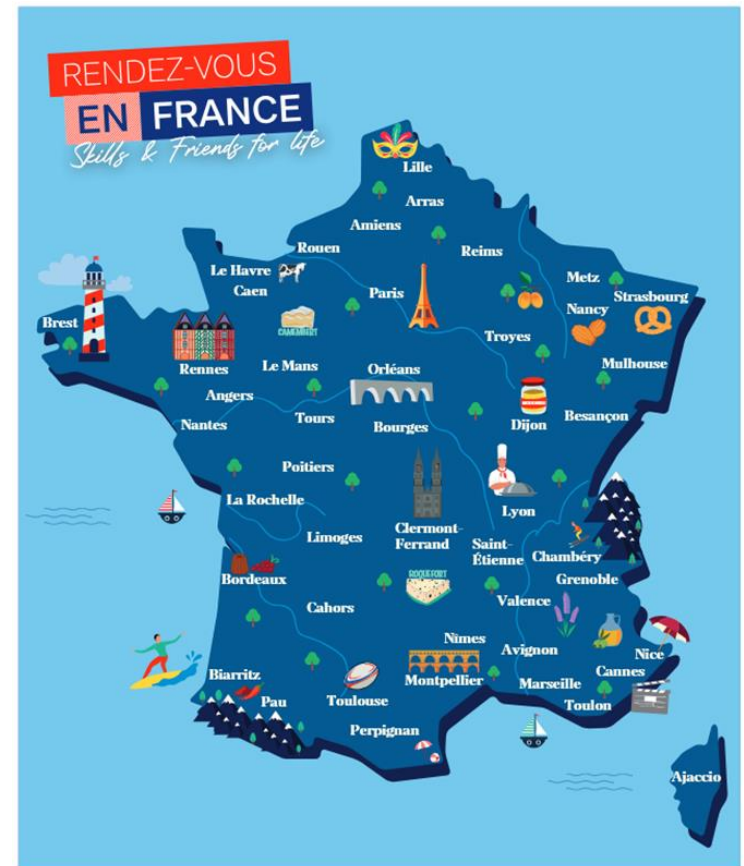 RENDEZ-VOUS
EN FRANCE
Skills & Friends for life
Lille
Arras
Amiens
Rouen
Reims
Le Havre
Caen
Metz
Paris
Strasbourg
Nancy
Brest
CAMEMBERT
Troyes
Rennes
Le Mans
Orléans
Mulhouse
Angers
Tours
Nantes
Bourges
Dijon
Besançon
Poitiers
La Rochelle
Lyon
Limoges
Clermont-
Ferrand
Saint-
Étienne
Chambéry
Bordeaux
ROQUEFORT
Grenoble
Cahors
Valence
Nîmes
Avignon
Nice
Biarritz
Montpellier
Marseille
Cannes
Pau
Toulouse
Toulon
Perpignan
Ajaccio